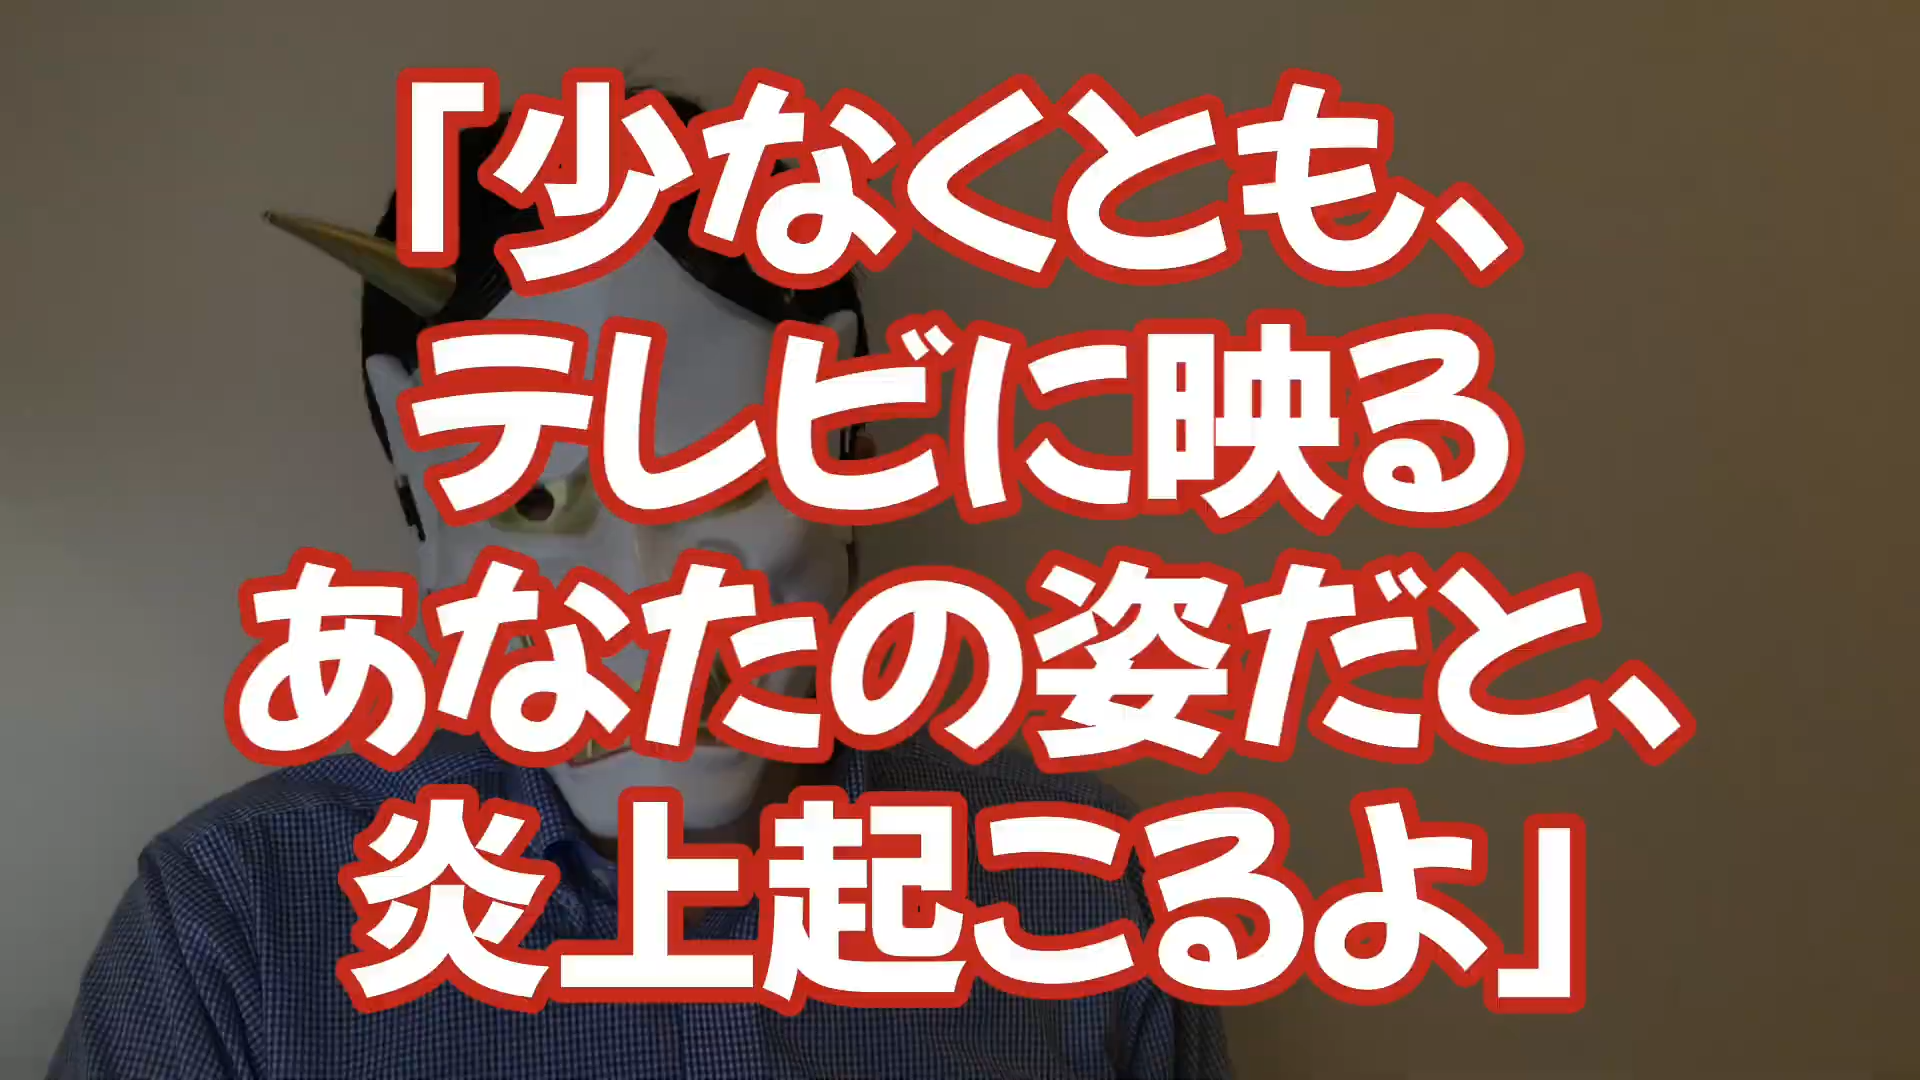 「少なくとも、
テレビに映る
あなたの姿だと、
炎上起こるよ」